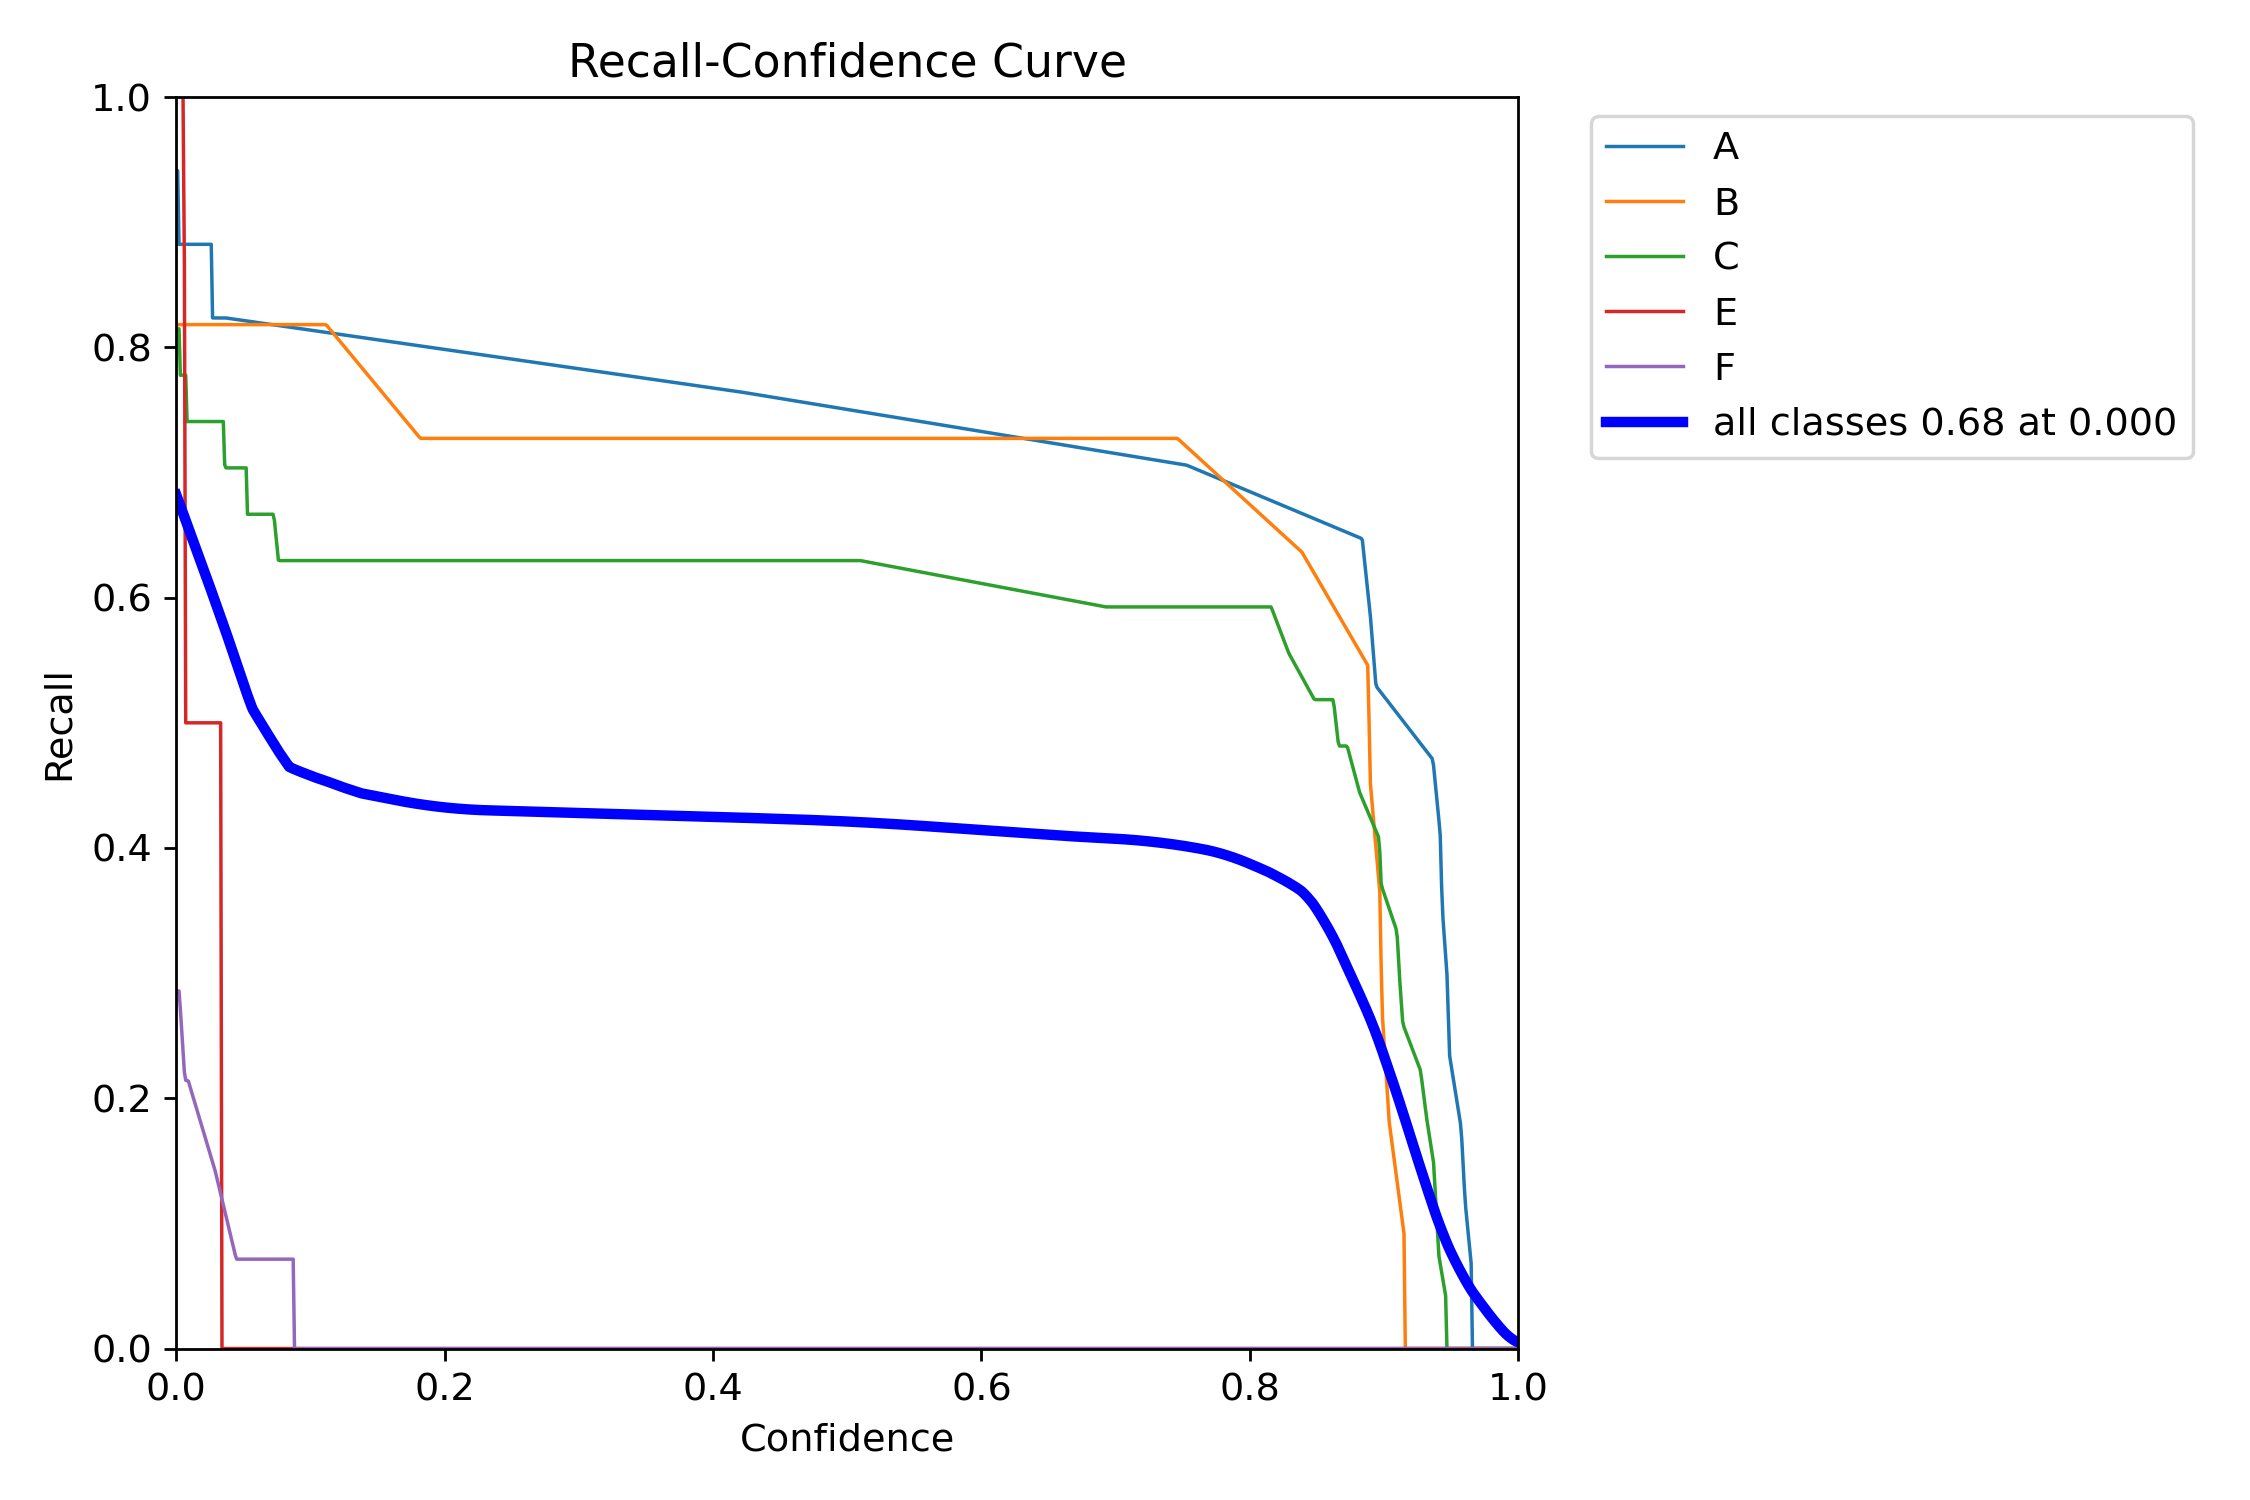 Recall-Confidence Curve
1.0
0.8
0.6
0.4
0.2
0.0
Recall
0.0 0.2 0.4 0.6 0.8 1.0
Confidence
A
B
C
E
F
all classes 0.68 at 0.000